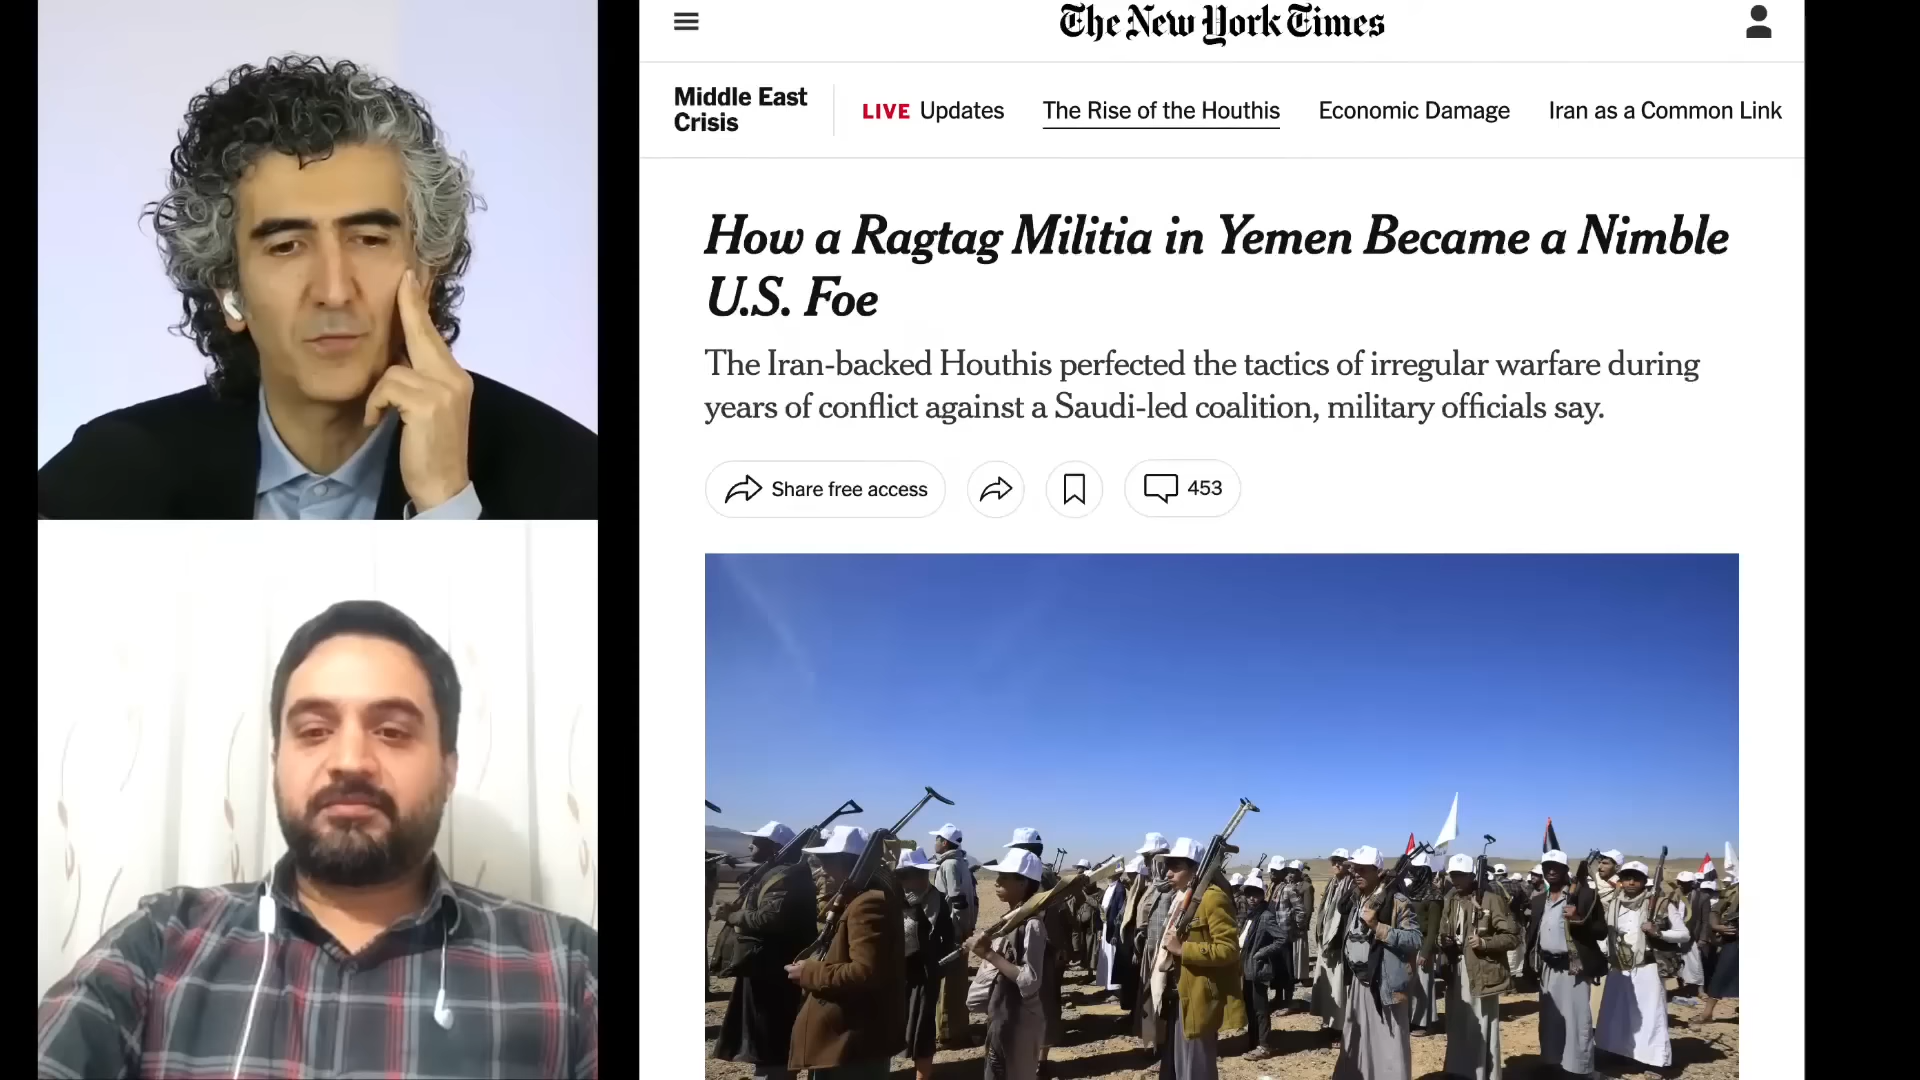 The New York Times
Middle East
Crisis
LIVE Updates
The Rise of the Houthis
Economic Damage
Iran as a Common Link
How a Ragtag Militia in Yemen Became a Nimble
U.S. Foe
The Iran-backed Houthis perfected the tactics of irregular warfare during
years of conflict against a Saudi-led coalition, military officials say.
Share free access
453